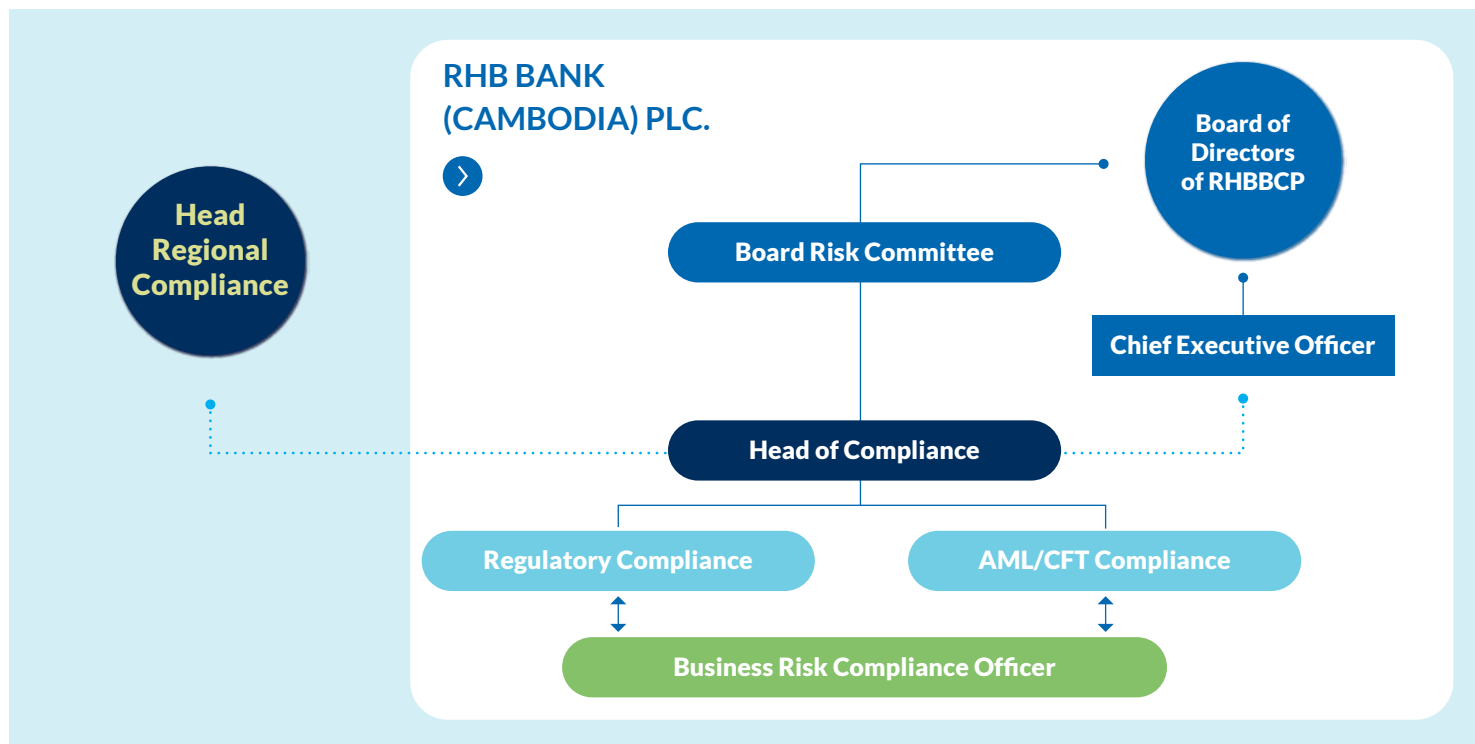 RHB BANK
(CAMBODIA) PLC.
Head
Regional
Compliance
Board of
Directors
of RHBBCP
Board Risk Committee
Chief Executive Officer
Head of Compliance
Regulatory Compliance
AML/CFT Compliance
Business Risk Compliance Officer